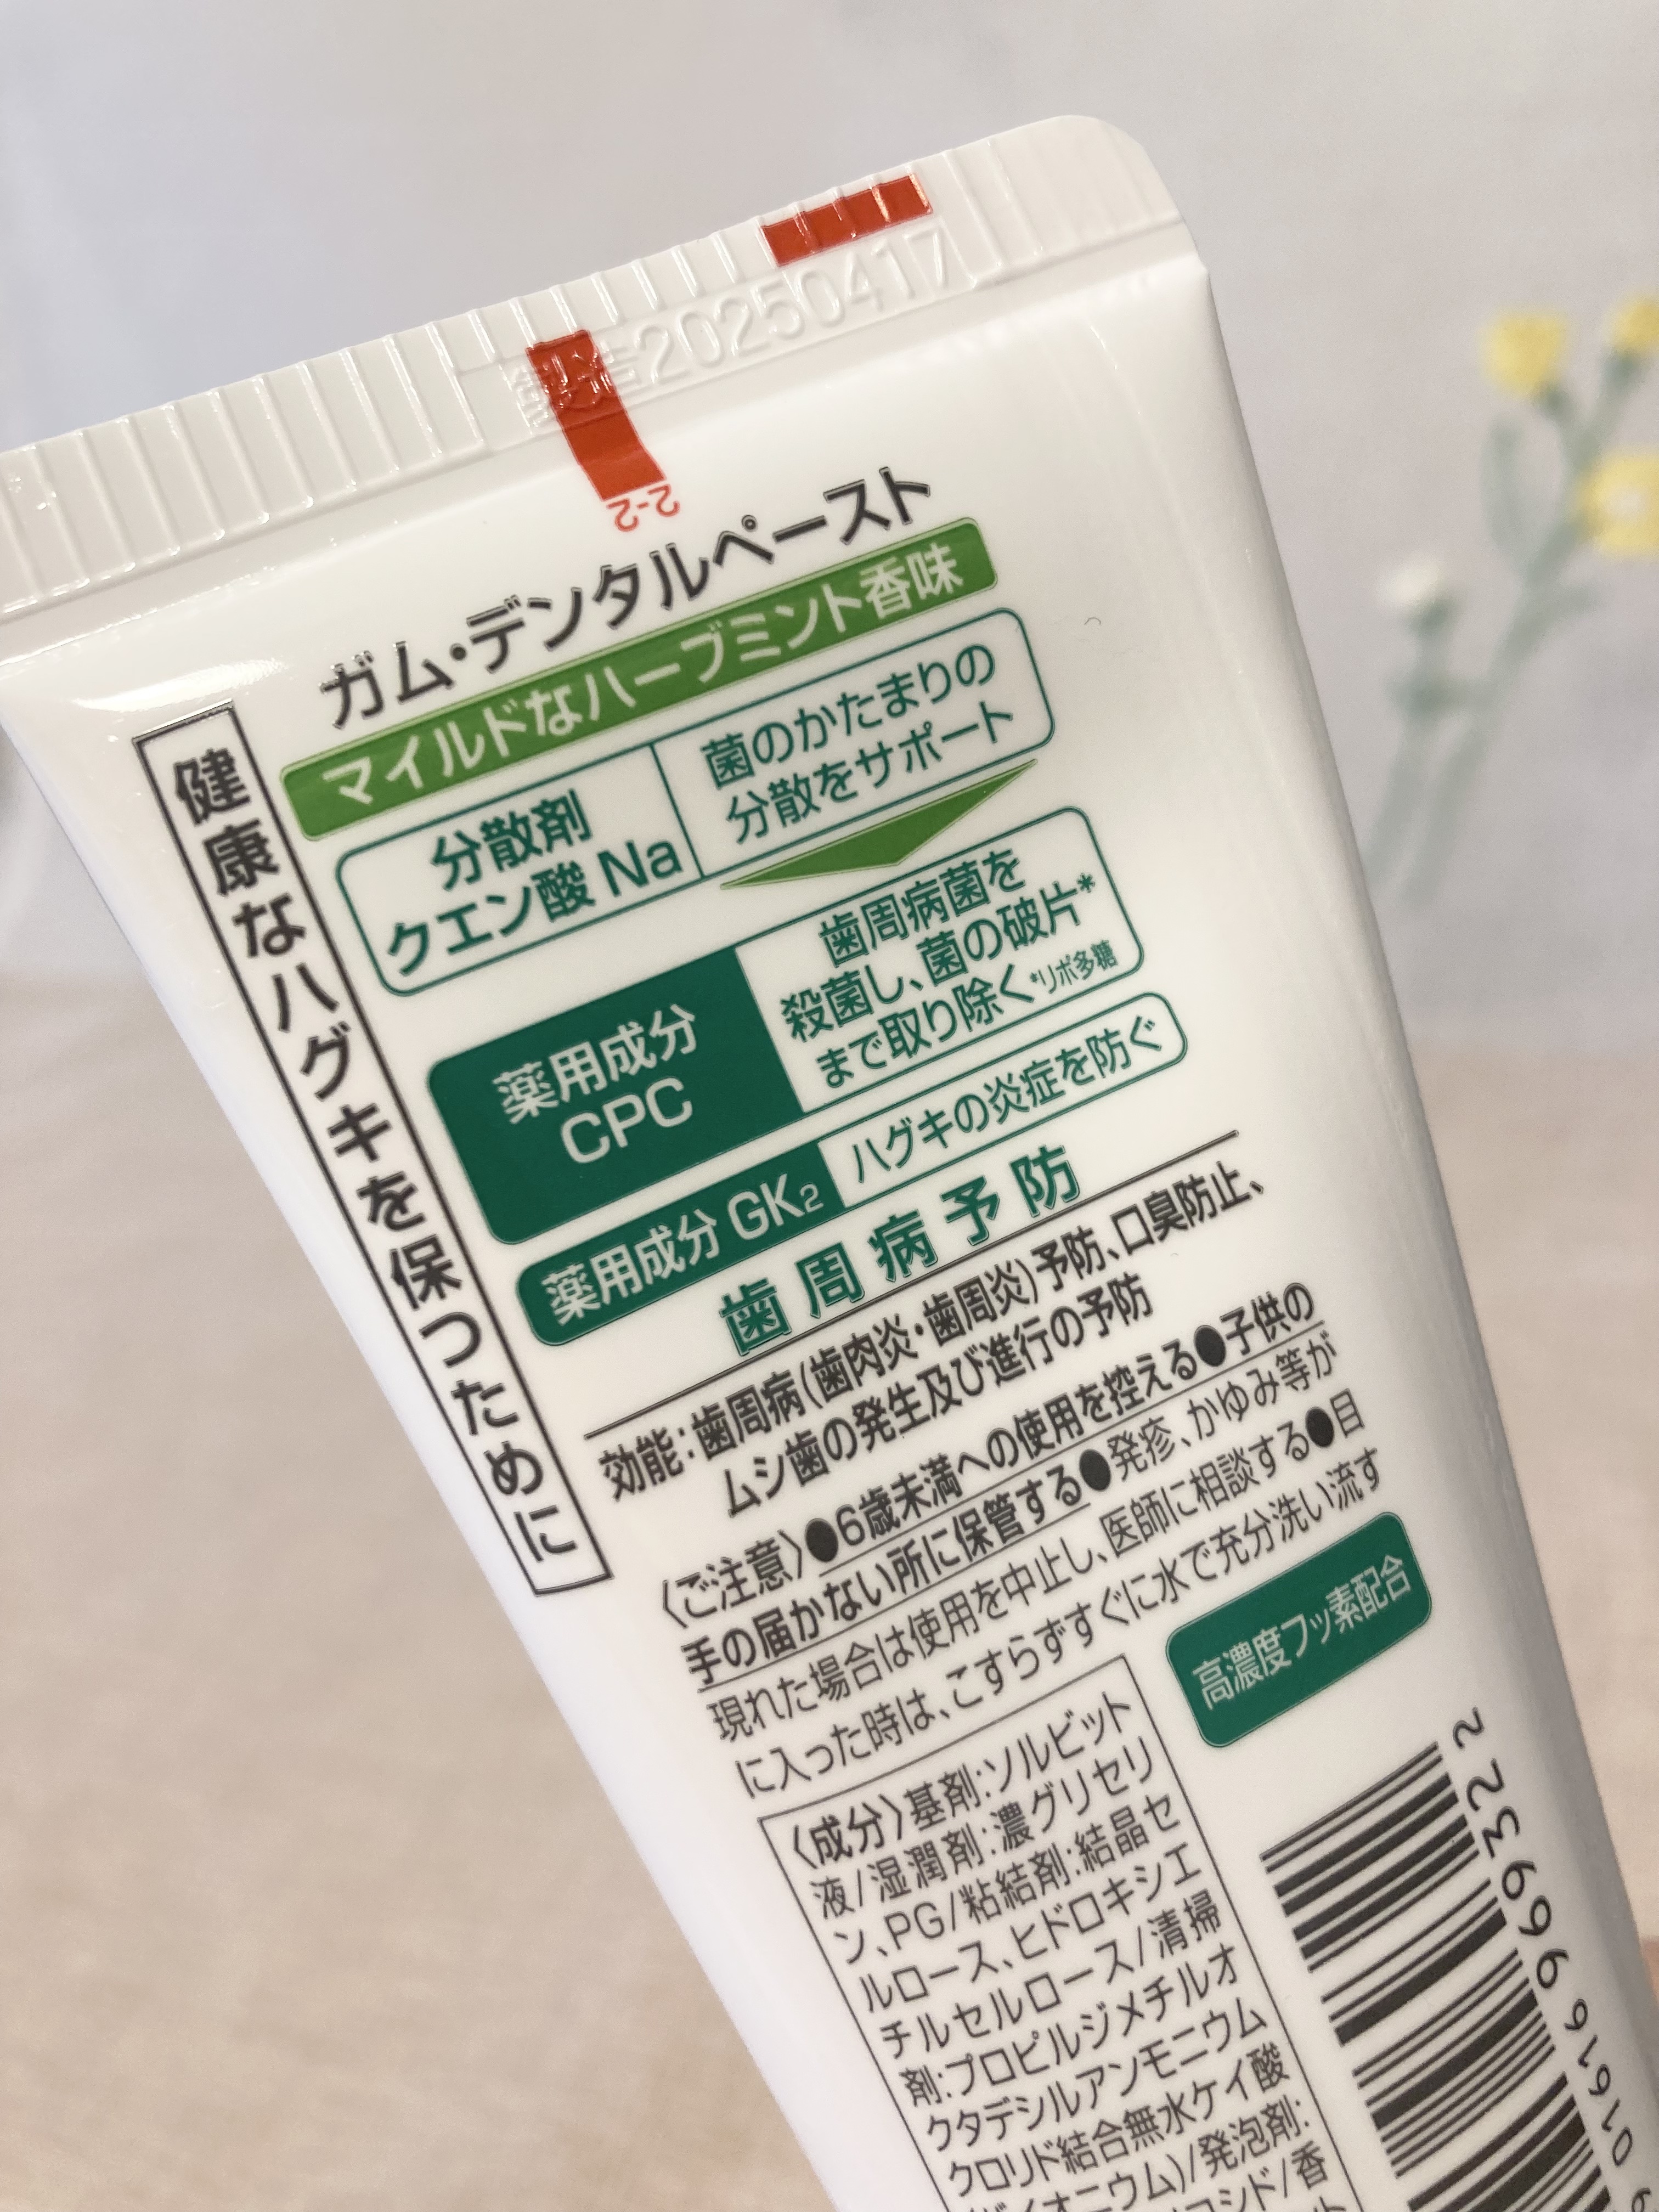 製造20250417
2-2
ガム・デンタルペースト
マイルドなハーブミント香味
健康なハグキを保つために
分散剤
クエン酸 Na
菌のかたまりの
分散をサポート
薬用成分
CPC
歯周病菌を
殺菌し、菌の破片*
まで取り除く*リポ多糖
薬用成分 GK2
ハグキの炎症を防ぐ
歯周病予防
効能:歯周病(歯肉炎・歯周炎)予防、口臭防止、
ムシ歯の発生及び進行の予防
〈ご注意〉●6歳未満への使用を控える●子供の
手の届かない所に保管する●発疹、かゆみ等が
現れた場合は使用を中止し、医師に相談する●目
に入った時は、こすらずすぐに水で充分洗い流す
高濃度フッ素配合
〈成分〉基剤:ソルビット
液/湿潤剤:濃グリセリ
ン、PG/粘結剤:結晶セ
ルロース、ヒドロキシエ
チルセルロース/清掃
剤:プロピルジメチルオ
クタデシルアンモニウム
クロリド結合無水ケイ酸
オニウム)/発泡剤:
シド/香